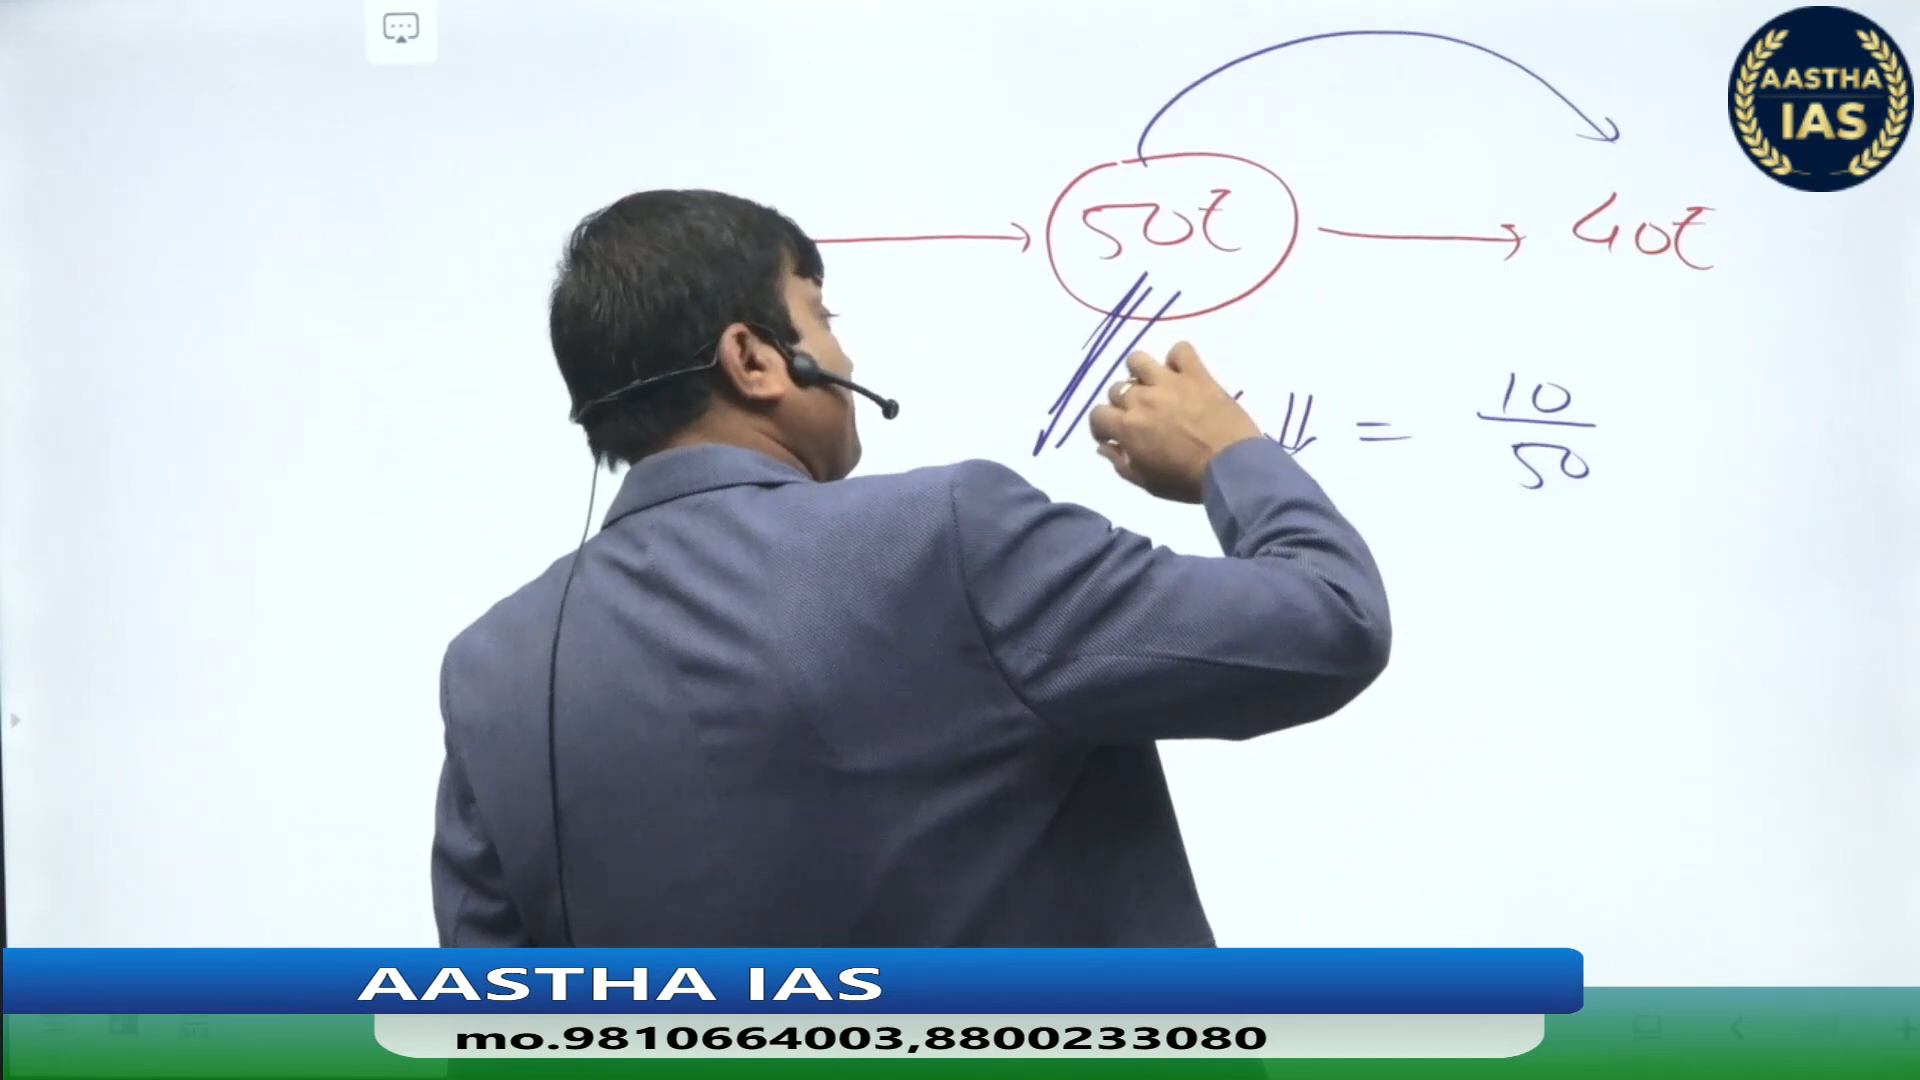 AASTHA
IAS
50₹ → 40₹
= 10/50
AASTHA IAS
mo.9810664003,8800233080